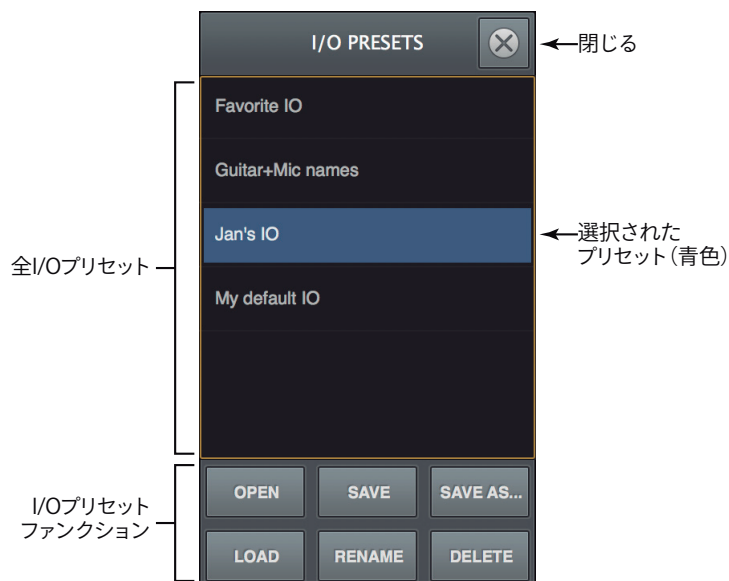 I/O PRESETS
閉じる
Favorite IO
Guitar+Mic names
Jan's IO
選択された
プリセット（青色）
全I/Oプリセット
My default IO
I/Oプリセット
ファンクション
OPEN
SAVE
SAVE AS...
LOAD
RENAME
DELETE